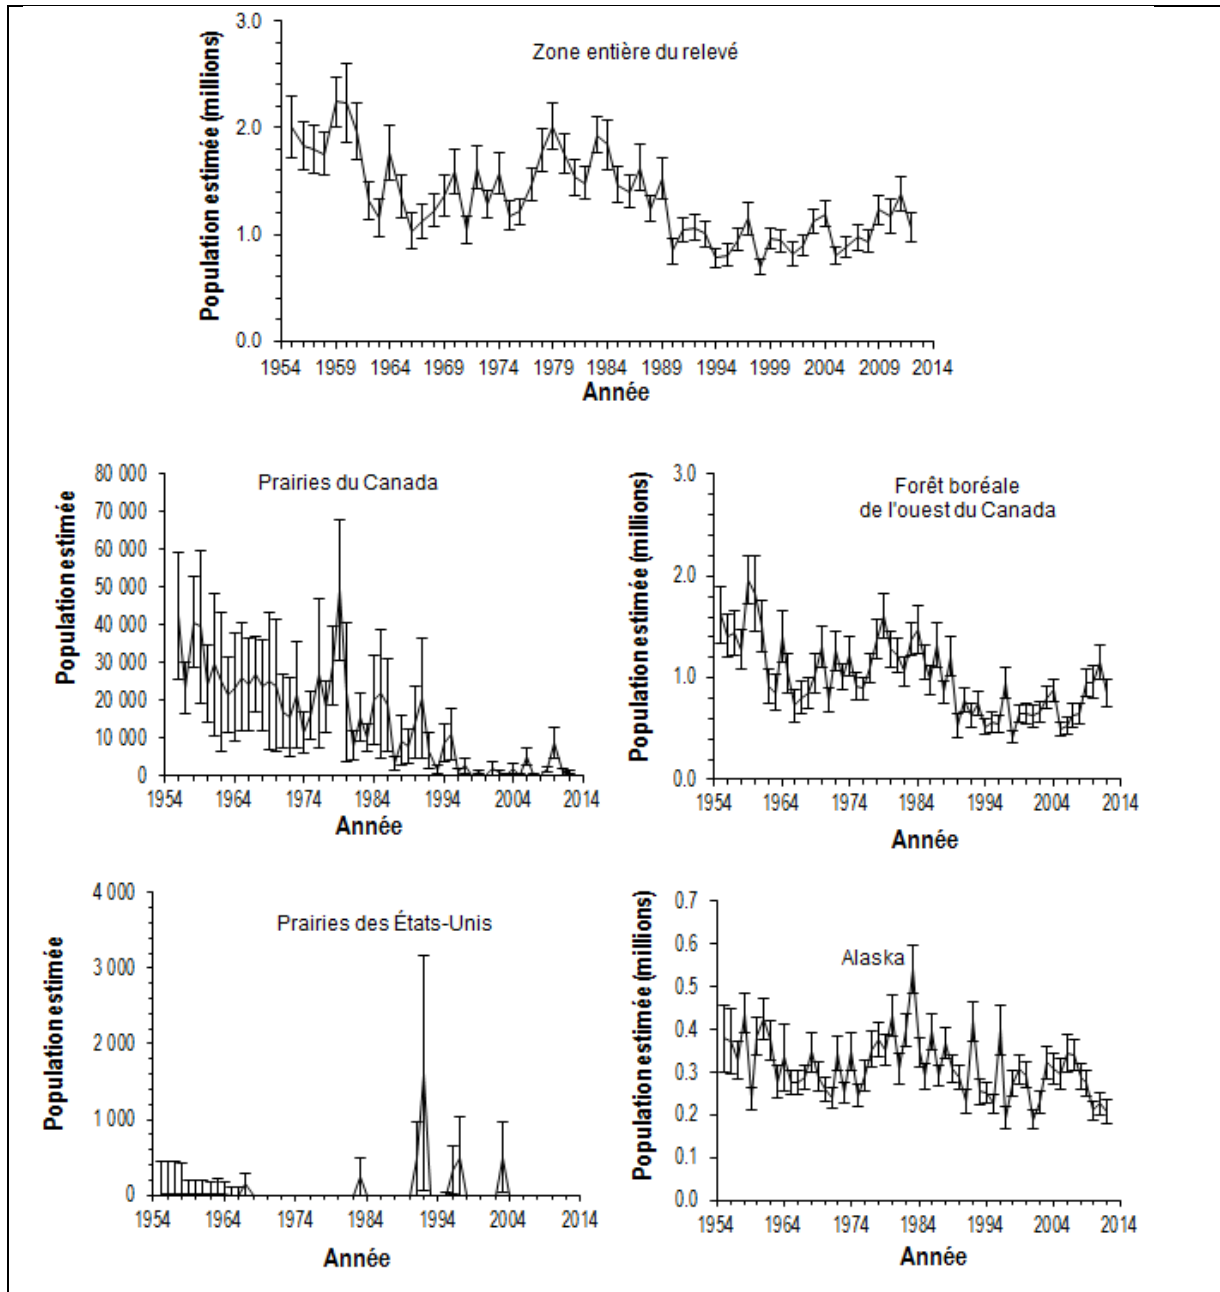 Zone entière du relevé
Population estimée (millions)
3.0
2.0
1.0
0.0
1954 1959 1964 1969 1974 1979 1984 1989 1994 1999 2004 2009 2014
Année
Prairies du Canada
Population estimée
80 000
70 000
60 000
50 000
40 000
30 000
20 000
10 000
0
1954 1964 1974 1984 1994 2004 2014
Année
Forêt boréale
de l'ouest du Canada
Population estimée (millions)
3.0
2.0
1.0
0.0
1954 1964 1974 1984 1994 2004 2014
Année
Prairies des États-Unis
Population estimée
4 000
3 000
2 000
1 000
0
1954 1964 1974 1984 1994 2004 2014
Année
Alaska
Population estimée (millions)
0.7
0.6
0.5
0.4
0.3
0.2
0.1
0.0
1954 1964 1974 1984 1994 2004 2014
Année